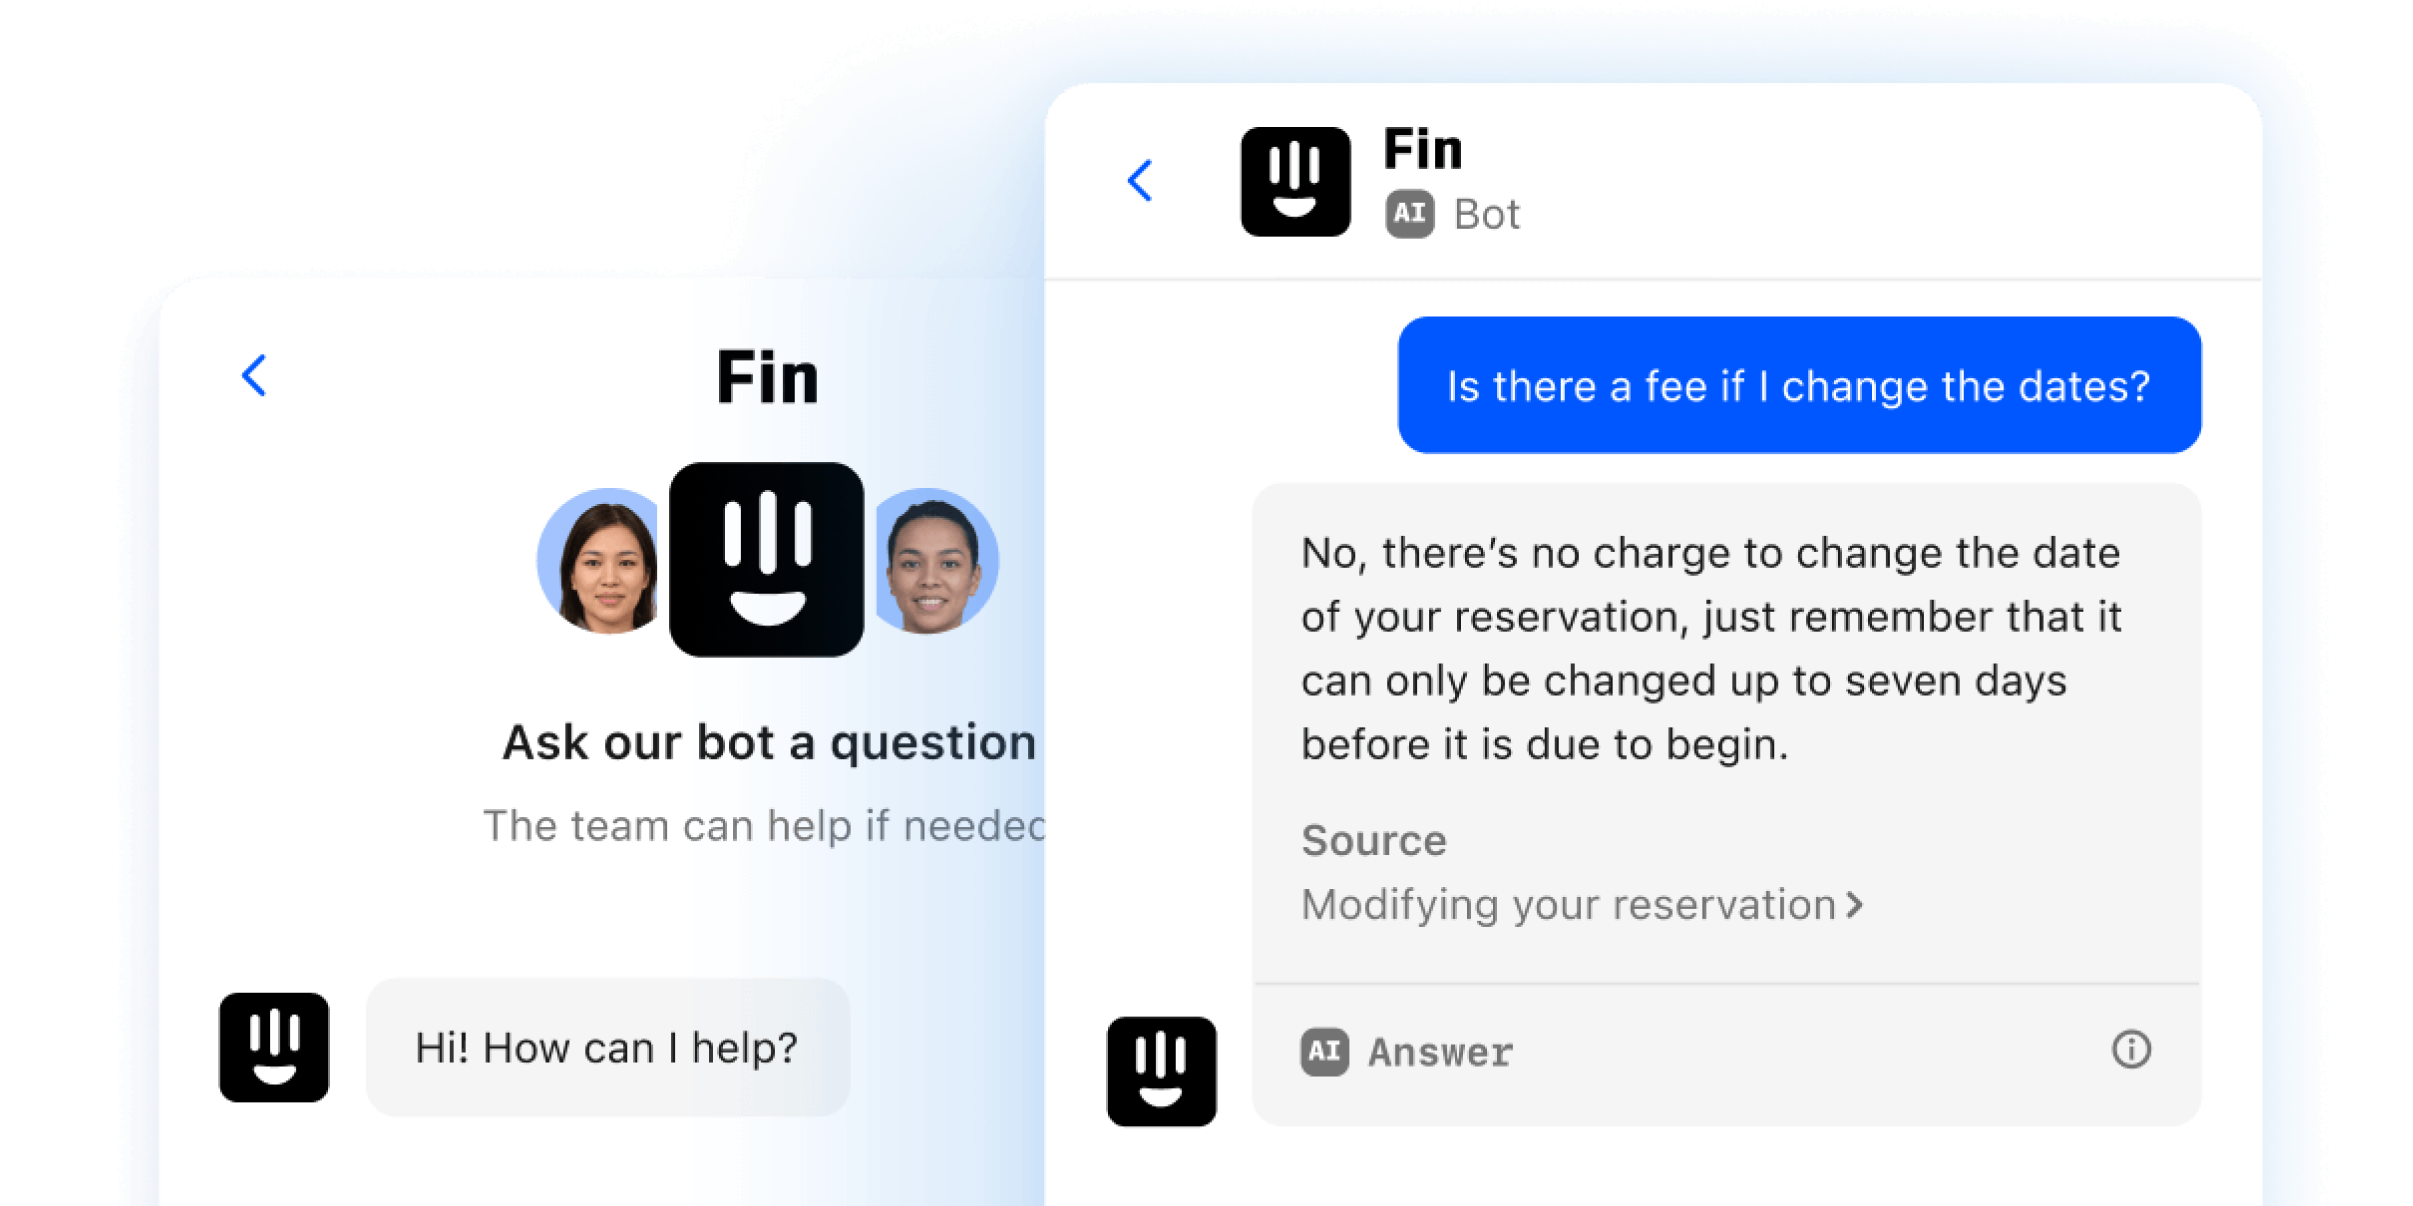 Fin
Ask our bot a question
The team can help if needed
Hi! How can I help?
Fin
AI Bot
Is there a fee if I change the dates?
No, there's no charge to change the date
of your reservation, just remember that it
can only be changed up to seven days
before it is due to begin.
Source
Modifying your reservation
AI Answer